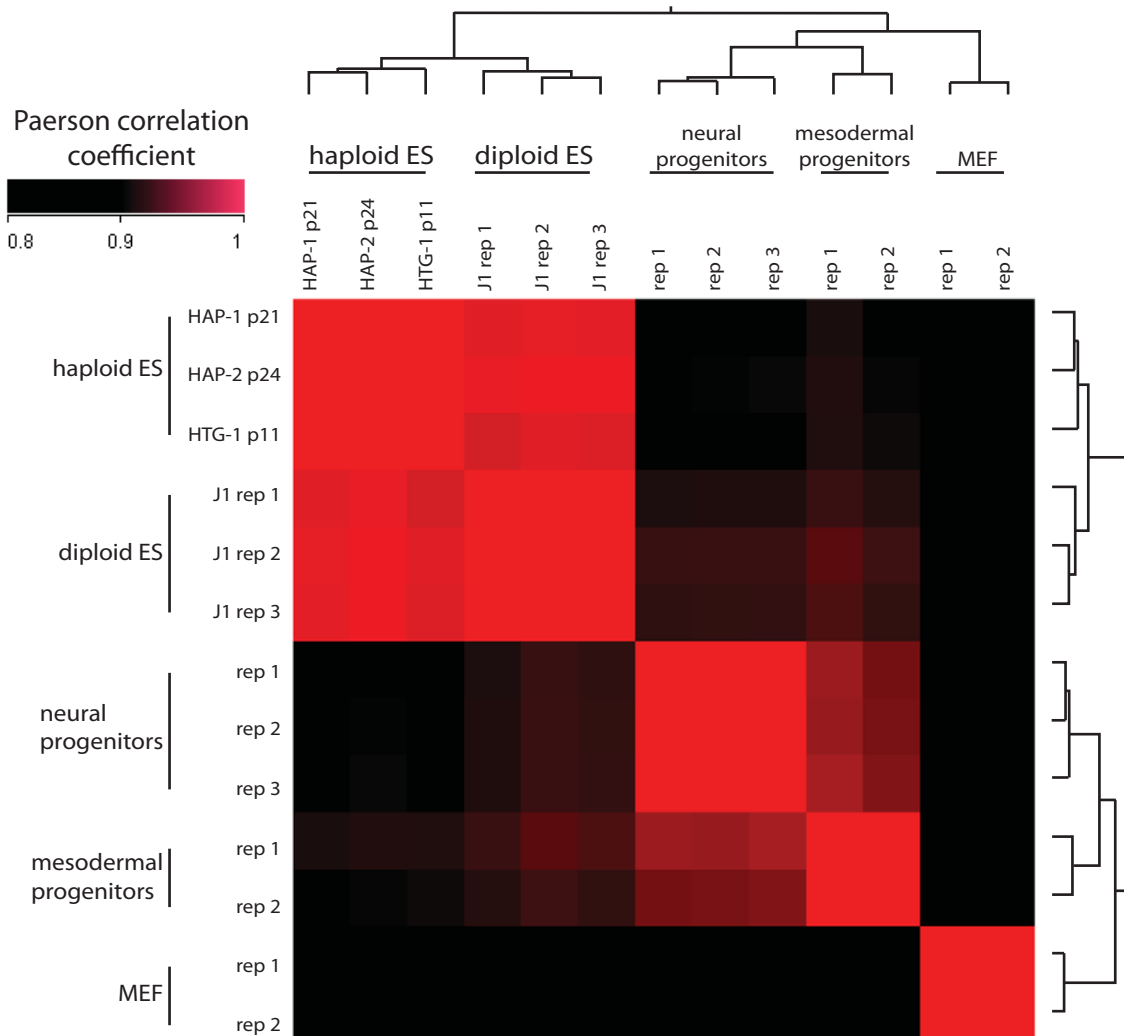 Paerson correlation
coefficient
0.8 0.9 1
haploid ES
diploid ES
neural
progenitors
mesodermal
progenitors
MEF
HAP-1 p21
HAP-2 p24
HTG-1 p11
J1 rep 1
J1 rep 2
J1 rep 3
rep 1
rep 2
rep 3
rep 1
rep 2
rep 1
rep 2
haploid ES
HAP-1 p21
HAP-2 p24
HTG-1 p11
diploid ES
J1 rep 1
J1 rep 2
J1 rep 3
neural
progenitors
rep 1
rep 2
rep 3
mesodermal
progenitors
rep 1
rep 2
MEF
rep 1
rep 2